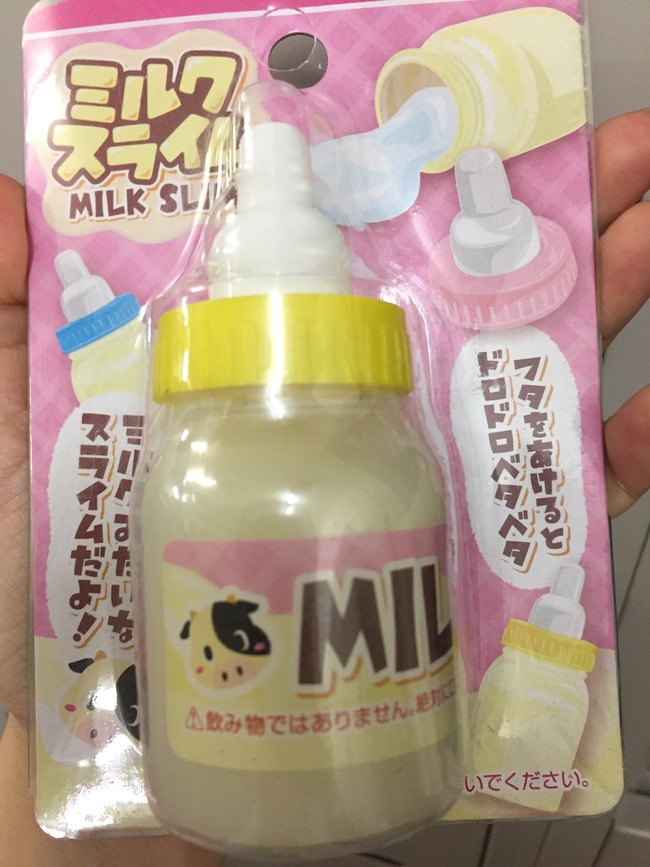 ミルク
スライ
MILK SLI
フタをあけると
ドロドロベタベタ
ミルクみたいな
スライムだよ!
MIL
⚠飲み物ではありません。絶対に口
いでください。